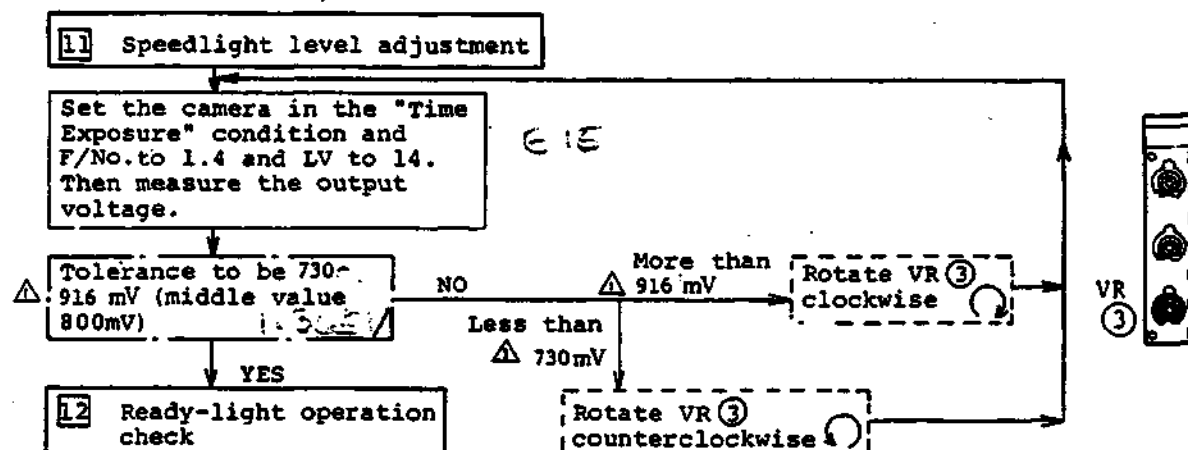 11 Speedlight level adjustment
Set the camera in the "Time
Exposure" condition and
F/No.to 1.4 and LV to 14.
Then measure the output
voltage.
Tolerance to be 730~
916 mV (middle value
800mV)
NO
More than
1 916 mV
Rotate VR 3
clockwise
Less than
1 730mV
Rotate VR 3
counterclockwise
YES
12 Ready-light operation
check
VR
3